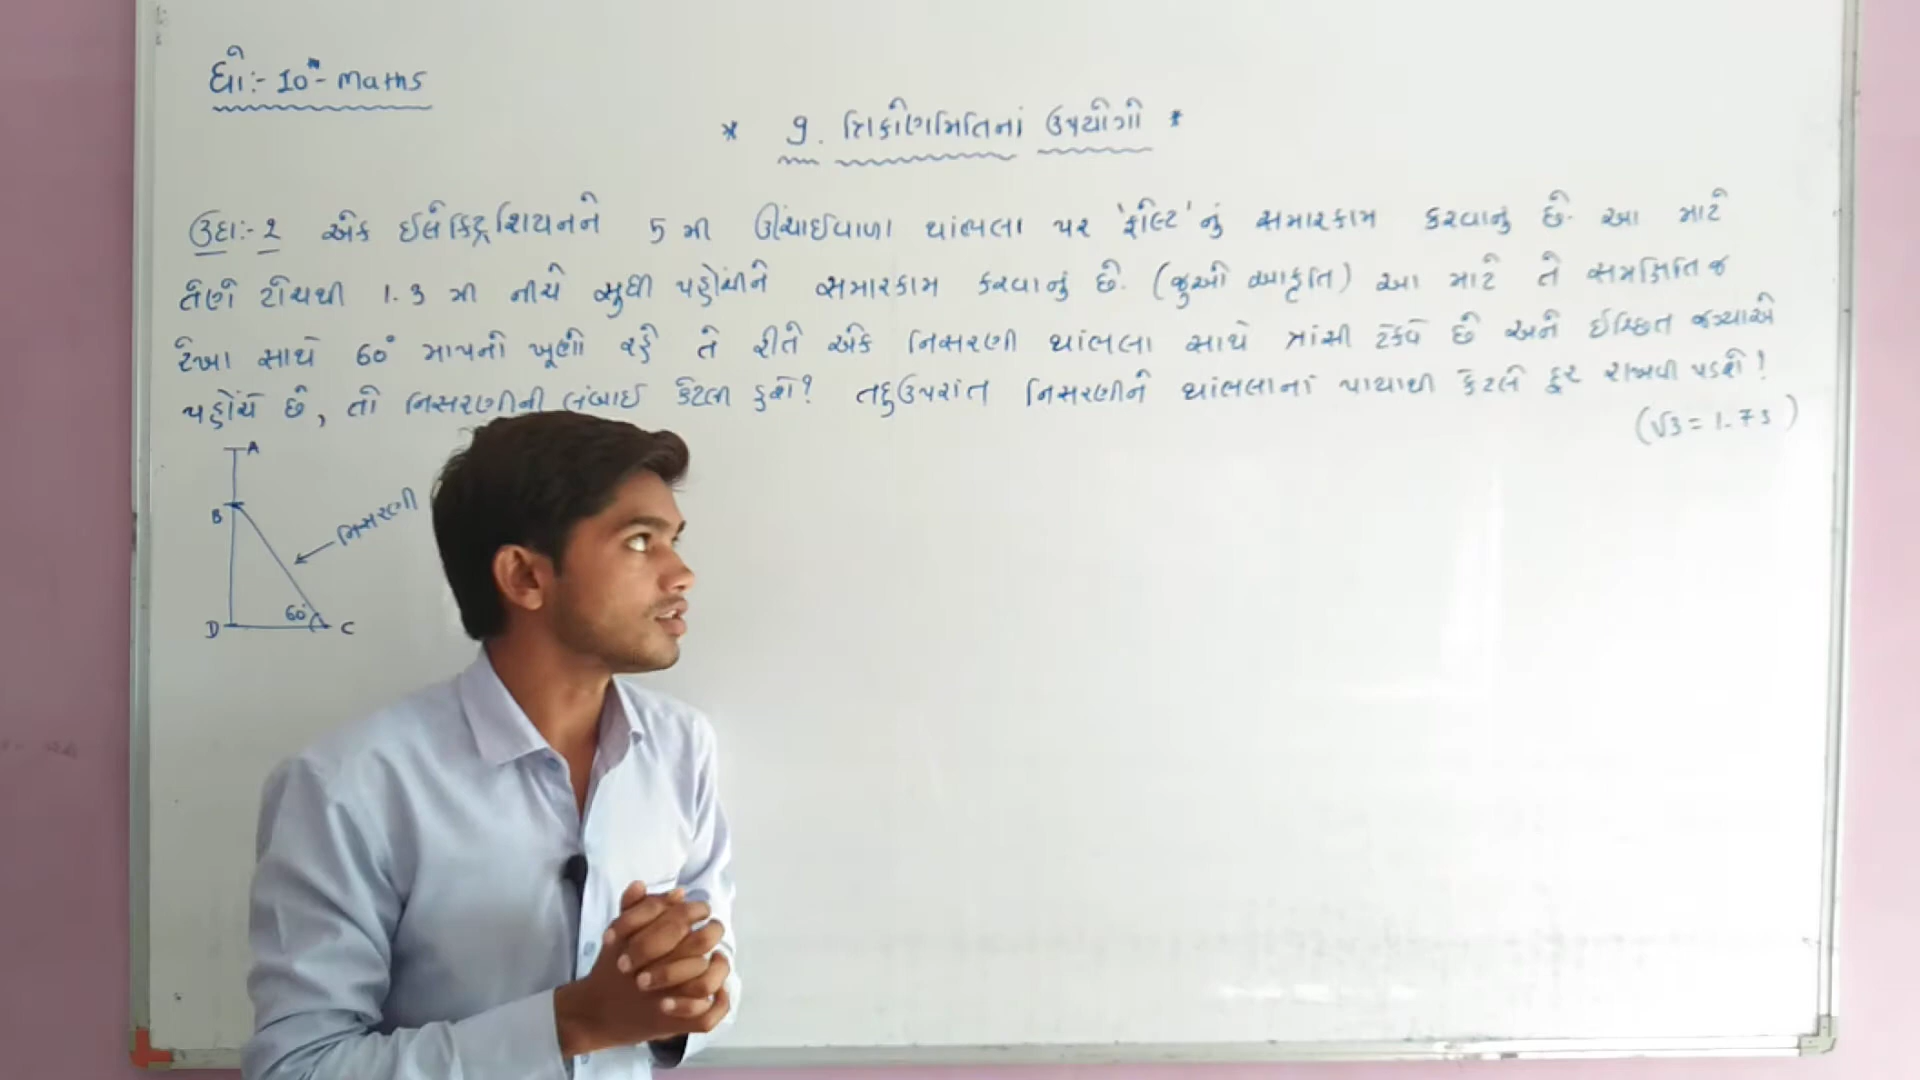 ધો:- 10th - Maths
* 9. ત્રિકોણમિતિનાં ઉપયોગો *
ઉદા:- 2 એક ઈલેક્ટ્રિશિયનને 5 મી ઊંચાઈવાળા થાંભલા પર 'ફોલ્ટ' નું સમારકામ કરવાનું છે. આ માટે
તેણે ટોચથી 1.3 મી નીચે સુધી પહોંચીને સમારકામ કરવાનું છે. (જુઓ આકૃતિ) આ માટે તે સમક્ષિતિજ
રેખા સાથે 60° માપનો ખૂણો રહે તે રીતે એક નિસરણી થાંભલા સાથે ત્રાંસી ટેકવે છે અને ઈચ્છિત જગ્યાએ
પહોંચે છે, તો નિસરણીની લંબાઈ કેટલી હશે? તદ્ઉપરાંત નિસરણીને થાંભલાનાં પાયાથી કેટલે દુર રાખવી પડશે!
(√3 = 1.73)
A
B
નિસરણી
60°
D
C